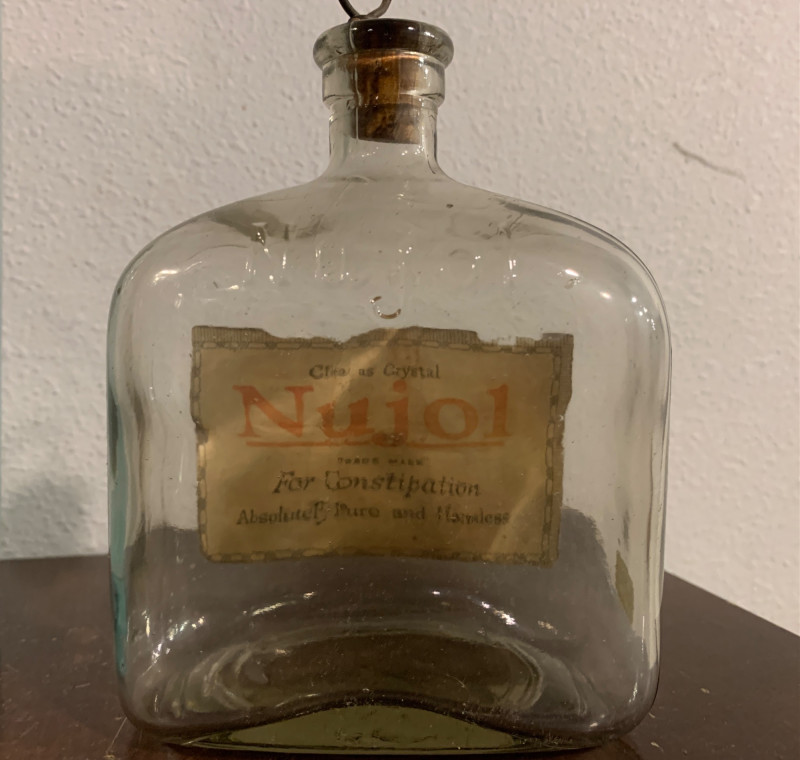 Clear as Crystal
Nujol
TRADE MARK
For Constipation
Absolutely Pure and Harmless